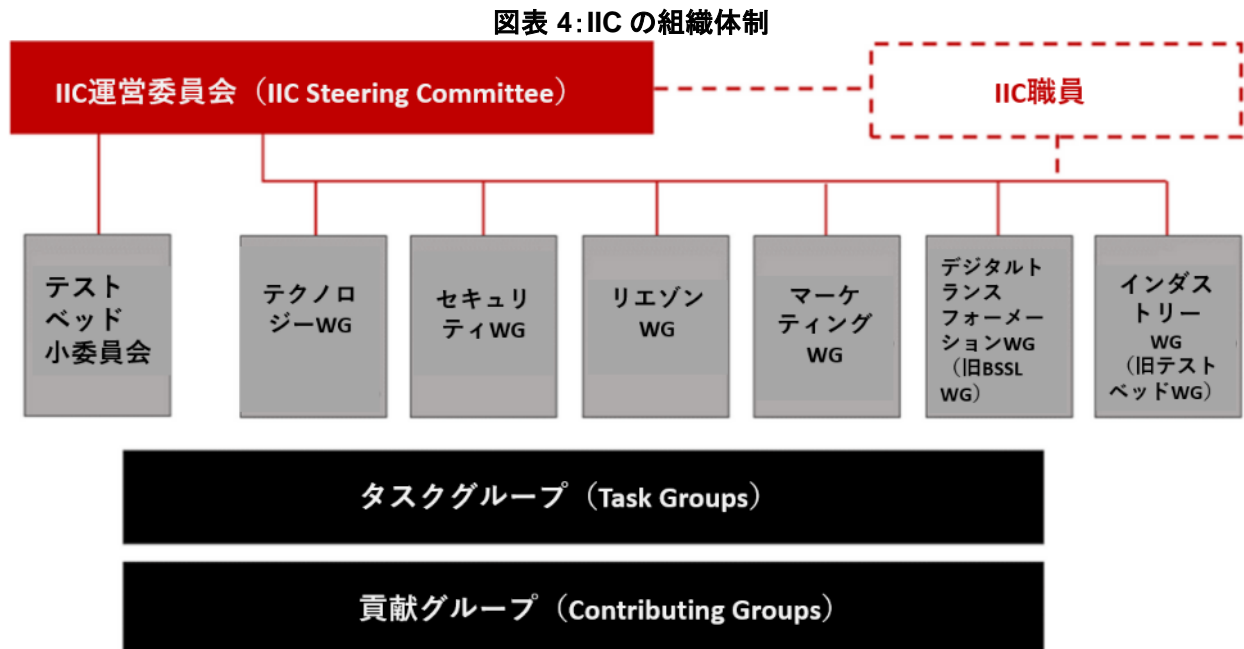 図表 4：IIC の組織体制
IIC運営委員会（IIC Steering Committee）
IIC職員
テスト
ベッド
小委員会
テクノロ
ジーWG
セキュリ
ティWG
リエゾン
WG
マーケ
ティング
WG
デジタルト
ランス
フォーメー
ションWG
（旧BSSL
WG）
インダス
トリー
WG
（旧テスト
ベッドWG）
タスクグループ（Task Groups）
貢献グループ（Contributing Groups）